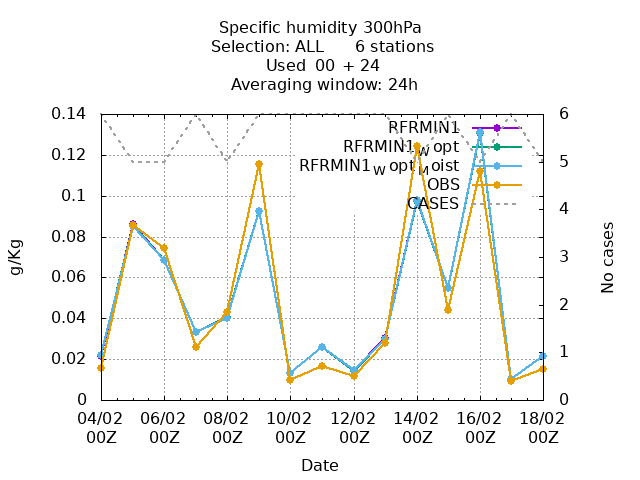 Specific humidity 300hPa
Selection: ALL 6 stations
Used 00 + 24
Averaging window: 24h
0.14
0.12
0.1
0.08
0.06
0.04
0.02
0
g/Kg
6
5
4
3
2
1
0
No cases
RFRMIN1
RFRMIN1_W opt
RFRMIN1_W opt_M oist
OBS
CASES
04/02 06/02 08/02 10/02 12/02 14/02 16/02 18/02
00Z 00Z 00Z 00Z 00Z 00Z 00Z 00Z
Date